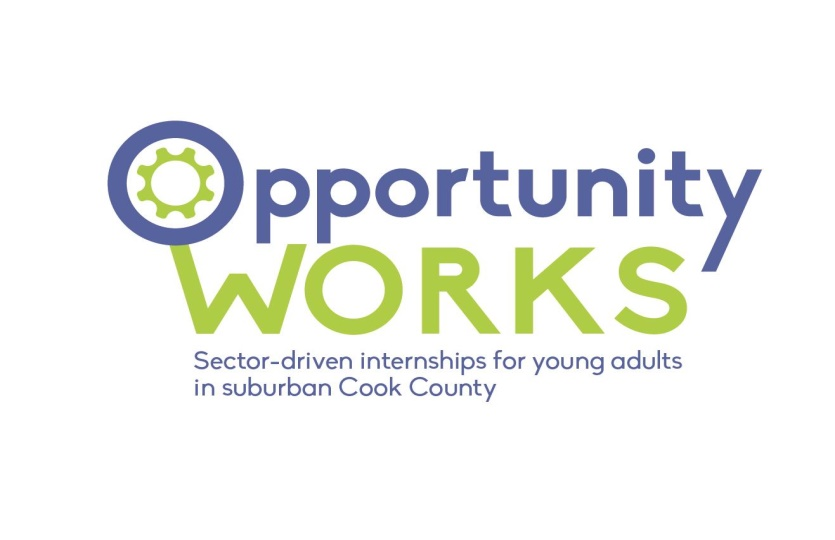 Opportunity
WORKS
Sector-driven internships for young adults
in suburban Cook County